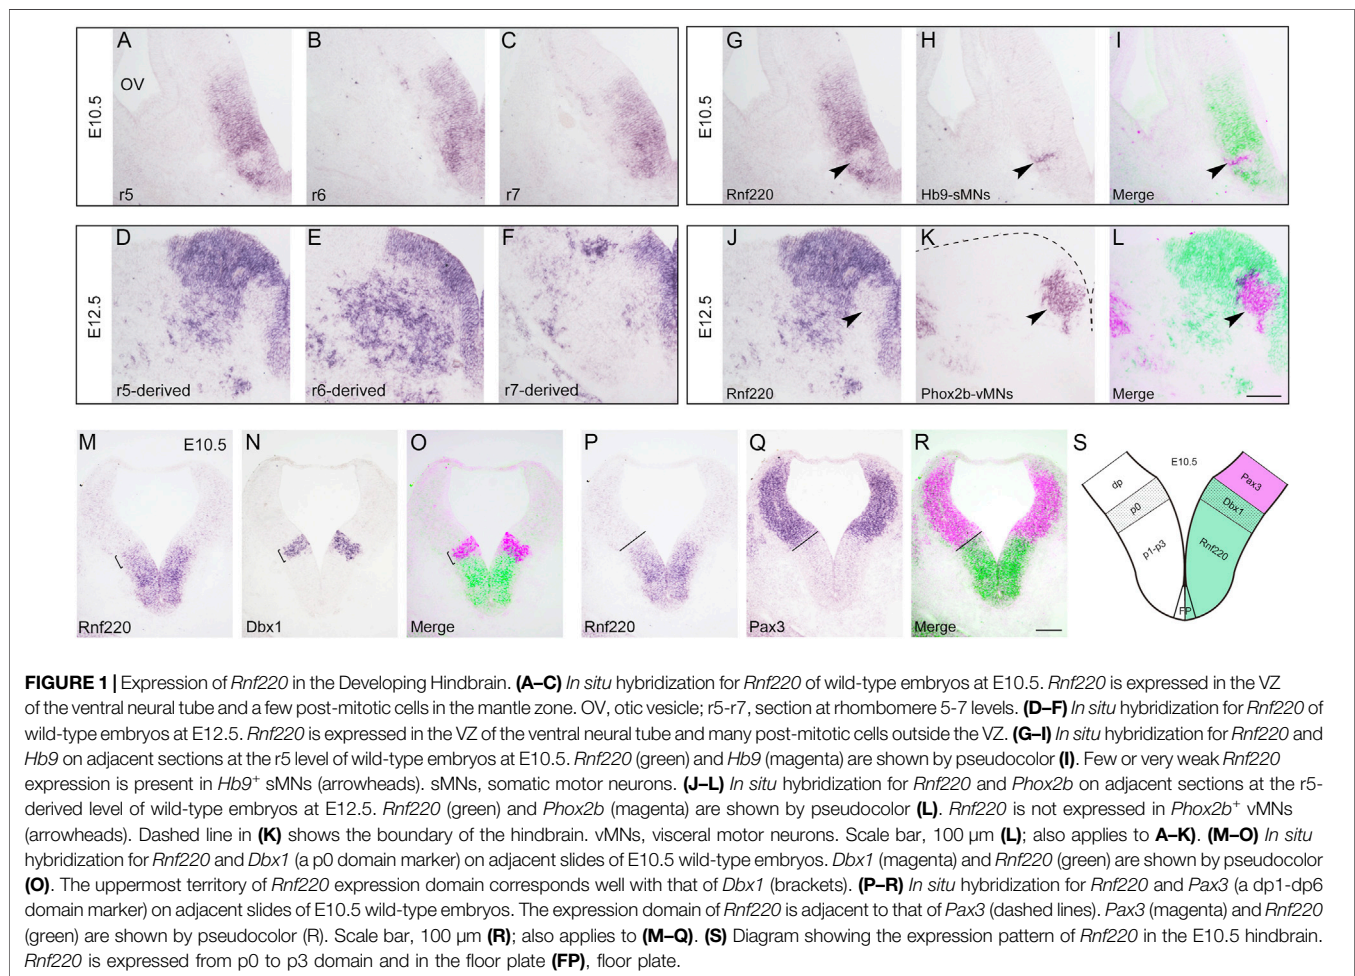 A
B
C
G
H
I
E10.5
OV
r5
r6
r7
E10.5
Rnf220
Hb9-sMNs
Merge
D
E
F
J
K
L
E12.5
r5-derived
r6-derived
r7-derived
E12.5
Rnf220
Phox2b-vMNs
Merge
M
E10.5
N
O
P
Q
R
S
E10.5
dp
p0
p1-p3
Pax3
Dbx1
Rnf220
FP
Rnf220
Dbx1
Merge
Rnf220
Pax3
Merge
FIGURE 1 | Expression of Rnf220 in the Developing Hindbrain. (A–C) In situ hybridization for Rnf220 of wild-type embryos at E10.5. Rnf220 is expressed in the VZ
of the ventral neural tube and a few post-mitotic cells in the mantle zone. OV, otic vesicle; r5-r7, section at rhombomere 5-7 levels. (D–F) In situ hybridization for Rnf220 of
wild-type embryos at E12.5. Rnf220 is expressed in the VZ of the ventral neural tube and many post-mitotic cells outside the VZ. (G–I) In situ hybridization for Rnf220 and
Hb9 on adjacent sections at the r5 level of wild-type embryos at E10.5. Rnf220 (green) and Hb9 (magenta) are shown by pseudocolor (I). Few or very weak Rnf220
expression is present in Hb9+ sMNs (arrowheads). sMNs, somatic motor neurons. (J–L) In situ hybridization for Rnf220 and Phox2b on adjacent sections at the r5-
derived level of wild-type embryos at E12.5. Rnf220 (green) and Phox2b (magenta) are shown by pseudocolor (L). Rnf220 is not expressed in Phox2b+ vMNs
(arrowheads). Dashed line in (K) shows the boundary of the hindbrain. vMNs, visceral motor neurons. Scale bar, 100 μm (L); also applies to A–K). (M–O) In situ
hybridization for Rnf220 and Dbx1 (a p0 domain marker) on adjacent slides of E10.5 wild-type embryos. Dbx1 (magenta) and Rnf220 (green) are shown by pseudocolor
(O). The uppermost territory of Rnf220 expression domain corresponds well with that of Dbx1 (brackets). (P–R) In situ hybridization for Rnf220 and Pax3 (a dp1-dp6
domain marker) on adjacent slides of E10.5 wild-type embryos. The expression domain of Rnf220 is adjacent to that of Pax3 (dashed lines). Pax3 (magenta) and Rnf220
(green) are shown by pseudocolor (R). Scale bar, 100 μm (R); also applies to (M–Q). (S) Diagram showing the expression pattern of Rnf220 in the E10.5 hindbrain.
Rnf220 is expressed from p0 to p3 domain and in the floor plate (FP), floor plate.